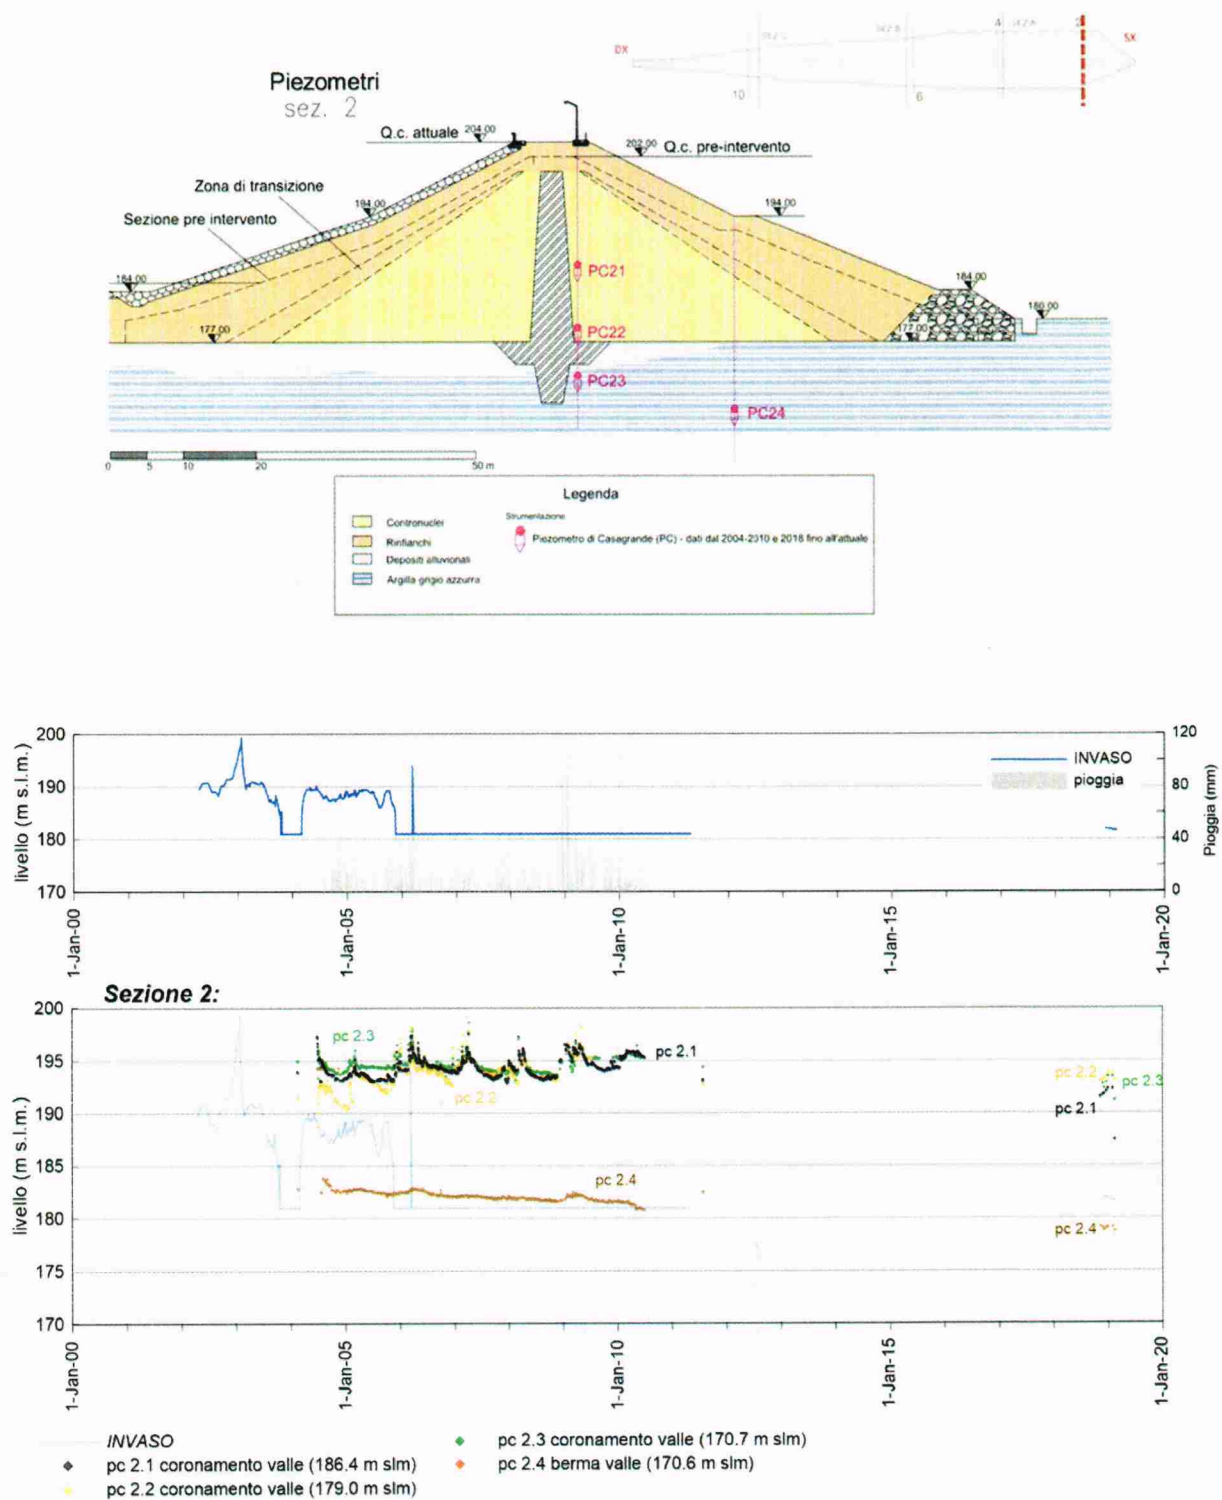 DX
4
2
SX
10
6
Piezometri
sez. 2
Q.c. attuale 204.00
202.00 Q.c. pre-intervento
Zona di transizione
Sezione pre intervento
194.00
194.00
184.00
184.00
180.00
177.00
177.00
PC21
PC22
PC23
PC24
0 5 10 20 50 m
Legenda
Contronuclei
Rinfianchi
Depositi alluvionali
Argilla grigio azzurra
Strumentazione
Piezometro di Casagrande (PC) - dati dal 2004-2010 e 2018 fino all'attuale
livello (m s.l.m.)
200
190
180
170
INVASO
pioggia
120
80
40
0
Pioggia (mm)
1-Jan-00
1-Jan-05
1-Jan-10
1-Jan-15
1-Jan-20
Sezione 2:
livello (m s.l.m.)
200
195
190
185
180
175
170
pc 2.3
pc 2.1
pc 2.2
pc 2.4
pc 2.2
pc 2.3
pc 2.1
pc 2.4
1-Jan-00
1-Jan-05
1-Jan-10
1-Jan-15
1-Jan-20
INVASO
pc 2.1 coronamento valle (186.4 m slm)
pc 2.2 coronamento valle (179.0 m slm)
pc 2.3 coronamento valle (170.7 m slm)
pc 2.4 berma valle (170.6 m slm)